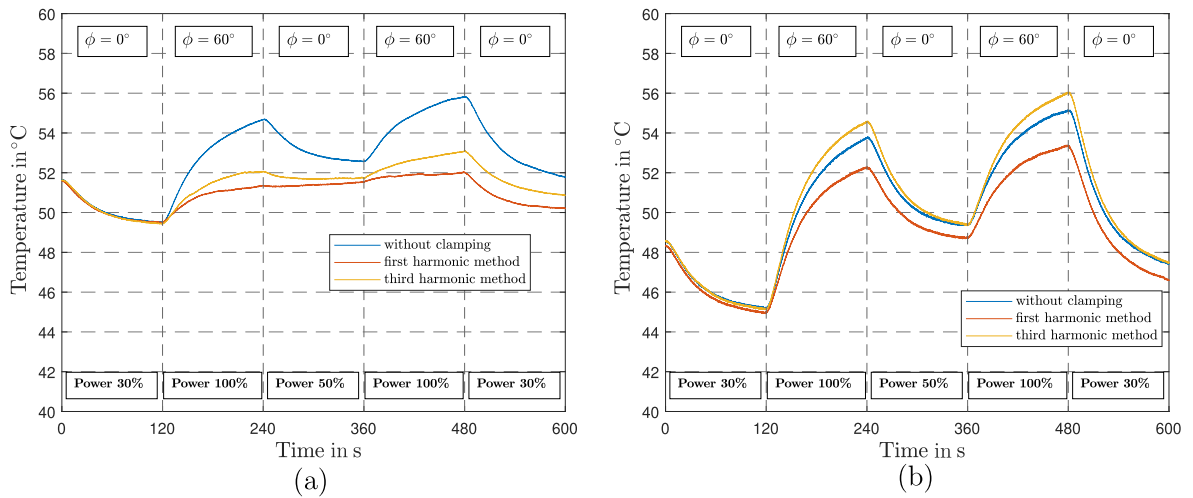 60
58
56
54
52
50
48
46
44
42
40
Temperature in °C
ϕ = 0°
ϕ = 60°
ϕ = 0°
ϕ = 60°
ϕ = 0°
without clamping
first harmonic method
third harmonic method
Power 30%
Power 100%
Power 50%
Power 100%
Power 30%
0
120
240
360
480
600
Time in s
(a)
60
58
56
54
52
50
48
46
44
42
40
Temperature in °C
ϕ = 0°
ϕ = 60°
ϕ = 0°
ϕ = 60°
ϕ = 0°
without clamping
first harmonic method
third harmonic method
Power 30%
Power 100%
Power 50%
Power 100%
Power 30%
0
120
240
360
480
600
Time in s
(b)